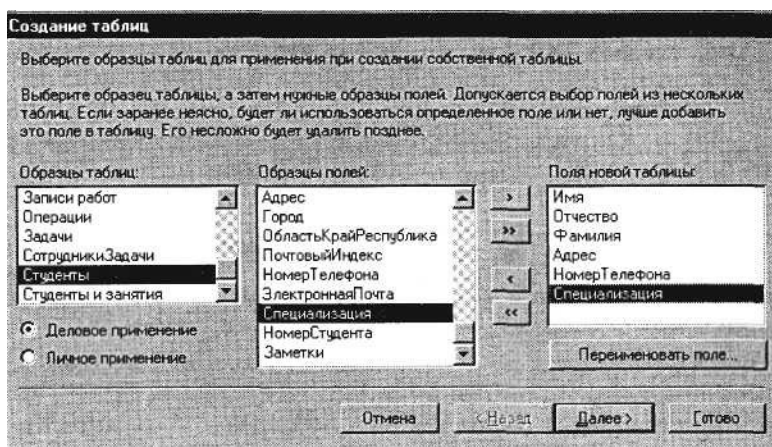 Создание таблиц
Выберите образцы таблиц для применения при создании собственной таблицы.
Выберите образец таблицы, а затем нужные образцы полей. Допускается выбор полей из нескольких
таблиц. Если заранее неясно, будет ли использоваться определенное поле или нет, лучше добавить
это поле в таблицу. Его несложно будет удалить позднее.
Образцы таблиц:
Записи работ
Операции
Задачи
СотрудникиЗадачи
Студенты
Студенты и занятия
Деловое применение
Личное применение
Образцы полей:
Адрес
Город
ОбластьКрайРеспублика
ПочтовыйИндекс
НомерТелефона
ЭлектроннаяПочта
Специализация
НомерСтудента
Заметки
>
>>
<
<<
Поля новой таблицы:
Имя
Отчество
Фамилия
Адрес
НомерТелефона
Специализация
Переименовать поле...
Отмена
< Назад
Далее >
Готово